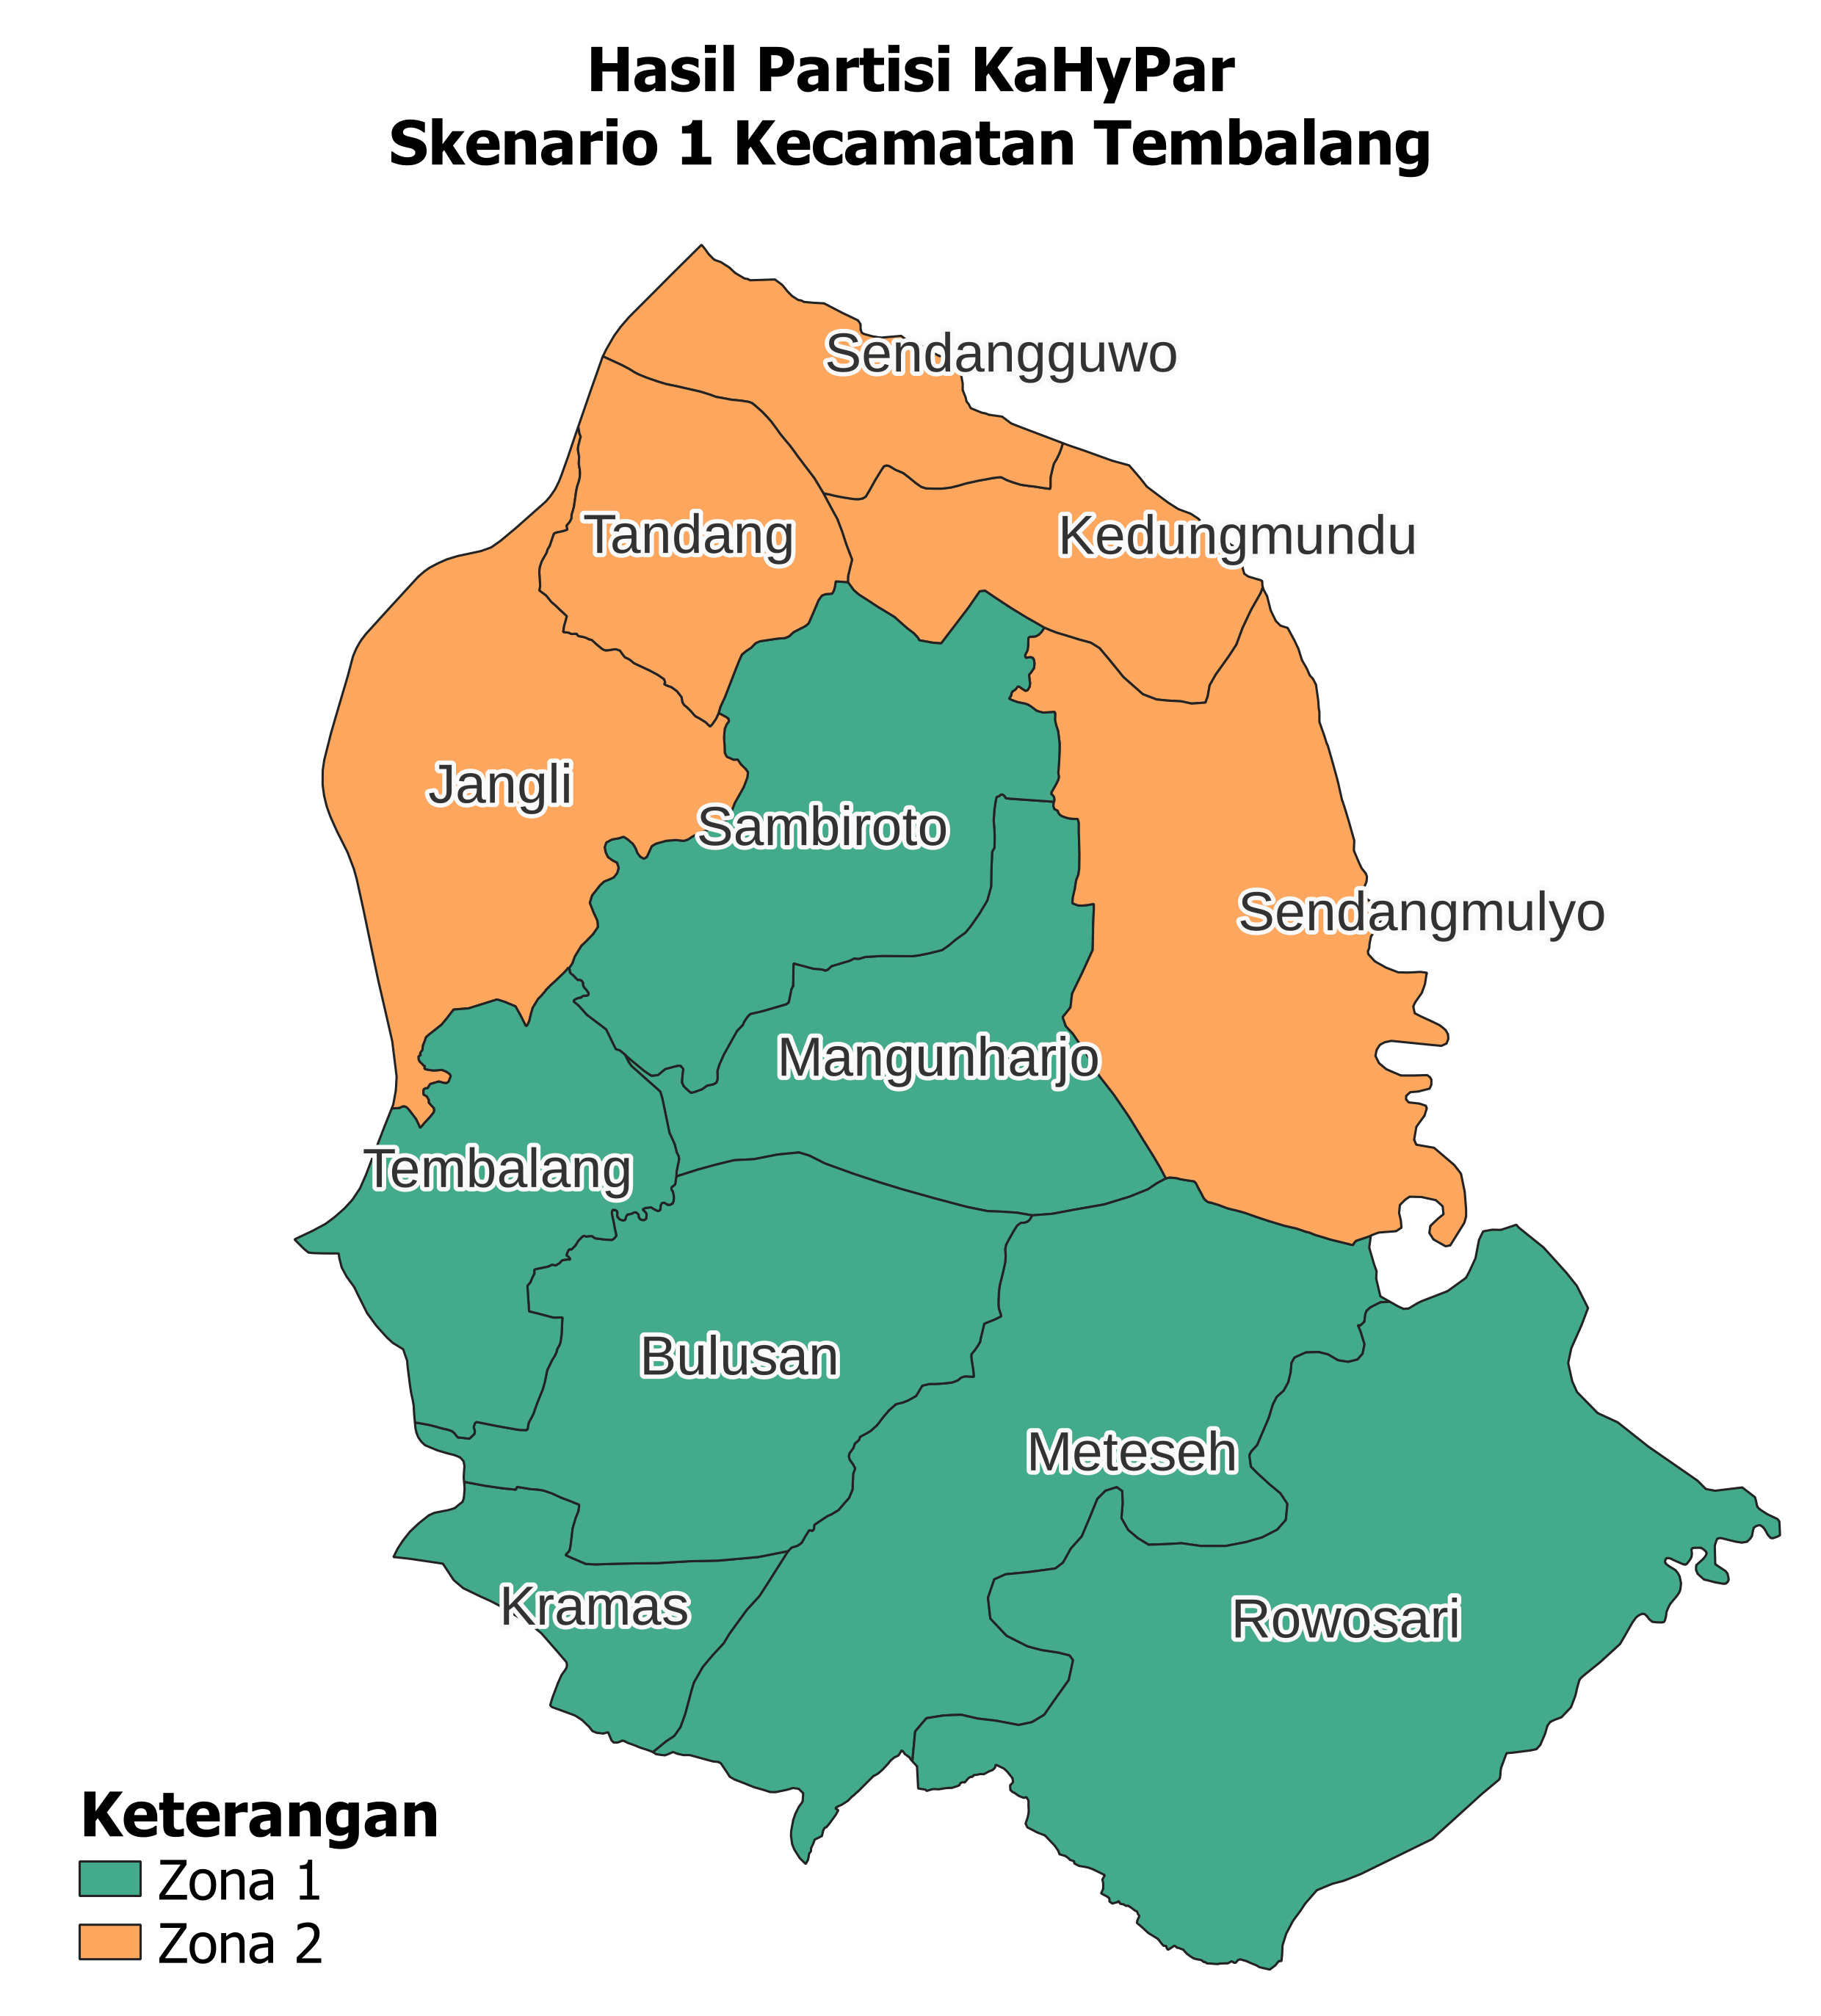 Hasil Partisi KaHyPar
Skenario 1 Kecamatan Tembalang
Sendangguwo
Tandang
Kedungmundu
Jangli
Sambiroto
Sendangmulyo
Mangunharjo
Tembalang
Bulusan
Meteseh
Kramas
Rowosari
Keterangan
Zona 1
Zona 2